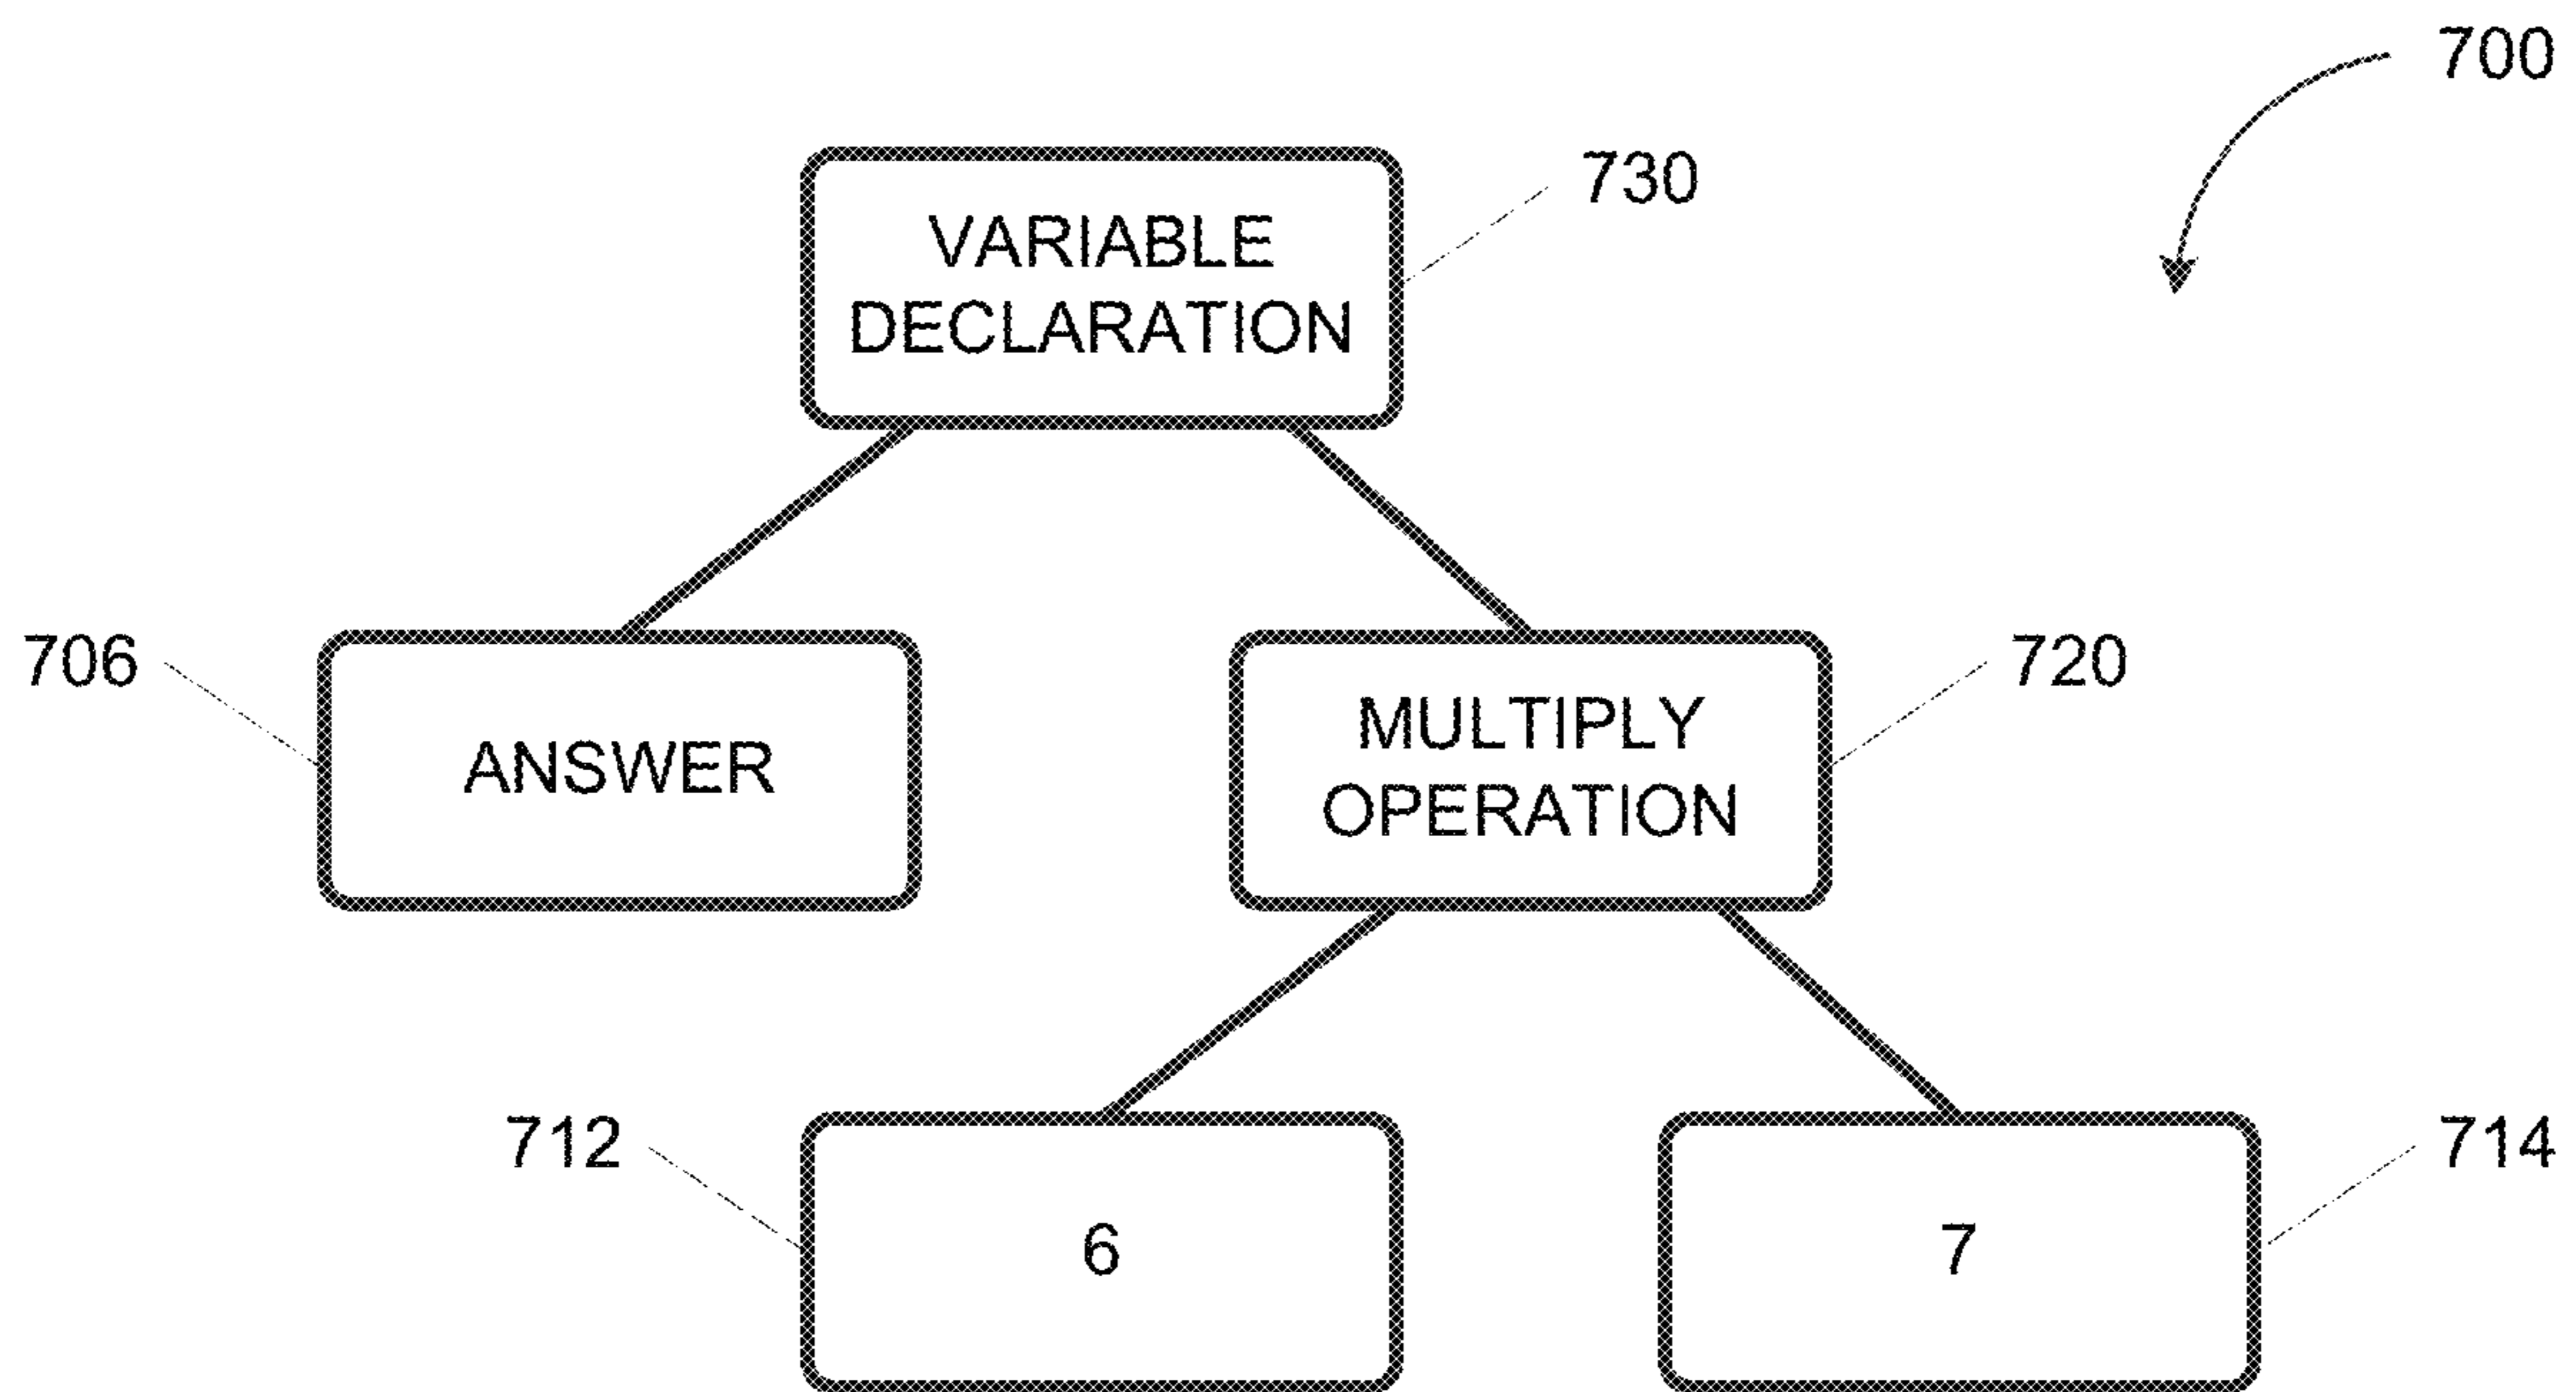 700
VARIABLE
DECLARATION
730
706
ANSWER
MULTIPLY
OPERATION
720
712
6
7
714